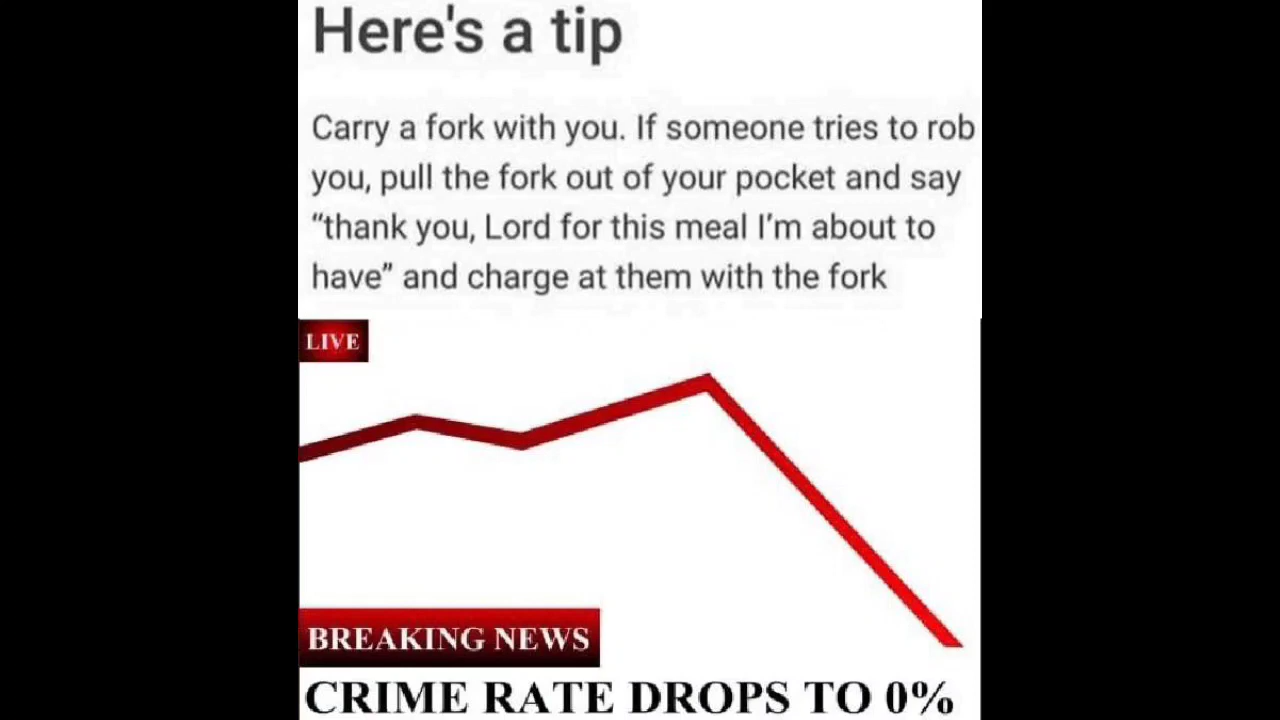 Here's a tip
Carry a fork with you. If someone tries to rob
you, pull the fork out of your pocket and say
“thank you, Lord for this meal I’m about to
have” and charge at them with the fork
LIVE
BREAKING NEWS
CRIME RATE DROPS TO 0%